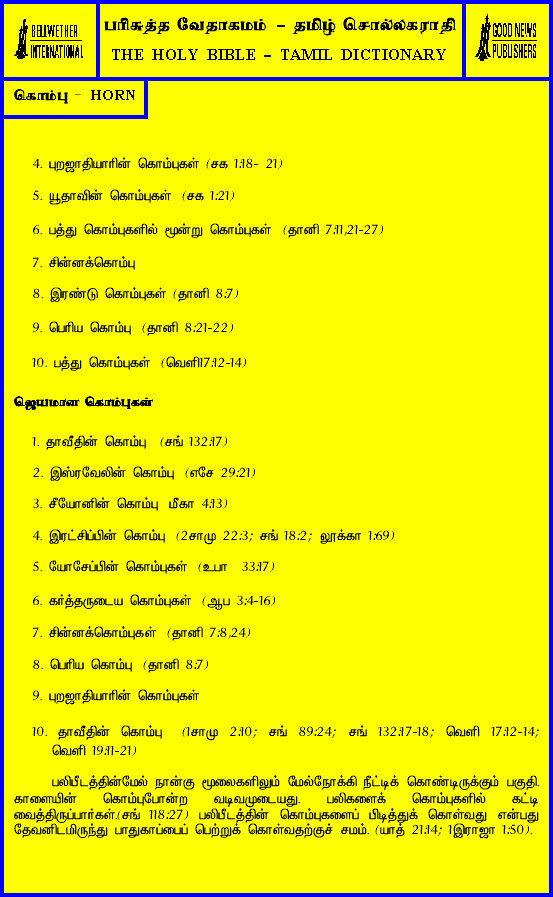 BELLWETHER
INTERNATIONAL
பரிசுத்த வேதாகமம் - தமிழ் சொல்லகராதி
THE HOLY BIBLE - TAMIL DICTIONARY
GOOD NEWS
PUBLISHERS
கொம்பு - HORN
4. புறஜாதியாரின் கொம்புகள் (சக 1:18- 21)
5. யூதாவின் கொம்புகள் (சக 1:21)
6. பத்து கொம்புகளில் மூன்று கொம்புகள் (தானி 7:11,21-27)
7. சின்னக்கொம்பு
8. இரண்டு கொம்புகள் (தானி 8:7)
9. பெரிய கொம்பு (தானி 8:21-22)
10. பத்து கொம்புகள் (வெளி17:12-14)
ஜெயமான கொம்புகள்
1. தாவீதின் கொம்பு (சங் 132:17)
2. இஸ்ரவேலின் கொம்பு (எசே 29:21)
3. சீயோனின் கொம்பு மீகா 4:13)
4. இரட்சிப்பின் கொம்பு (2சாமு 22:3; சங் 18:2; லூக்கா 1:69)
5. யோசேப்பின் கொம்புகள் (உபா 33:17)
6. கர்த்தருடைய கொம்புகள் (ஆப 3:4-16)
7. சின்னக்கொம்புகள் (தானி 7:8,24)
8. பெரிய கொம்பு (தானி 8:7)
9. புறஜாதியாரின் கொம்புகள்
10. தாவீதின் கொம்பு (1சாமு 2:10; சங் 89:24; சங் 132:17-18; வெளி 17:12-14;
வெளி 19:11-21)
பலிபீடத்தின்மேல் நான்கு மூலைகளிலும் மேல்நோக்கி நீட்டிக் கொண்டிருக்கும் பகுதி.
காளையின் கொம்புபோன்ற வடிவமுடையது. பலிகளைக் கொம்புகளில் கட்டி
வைத்திருப்பார்கள்.(சங் 118:27) பலிபீடத்தின் கொம்புகளைப் பிடித்துக் கொள்வது என்பது
தேவனிடமிருந்து பாதுகாப்பைப் பெற்றுக் கொள்வதற்குச் சமம். (யாத் 21:14; 1இராஜா 1:50).